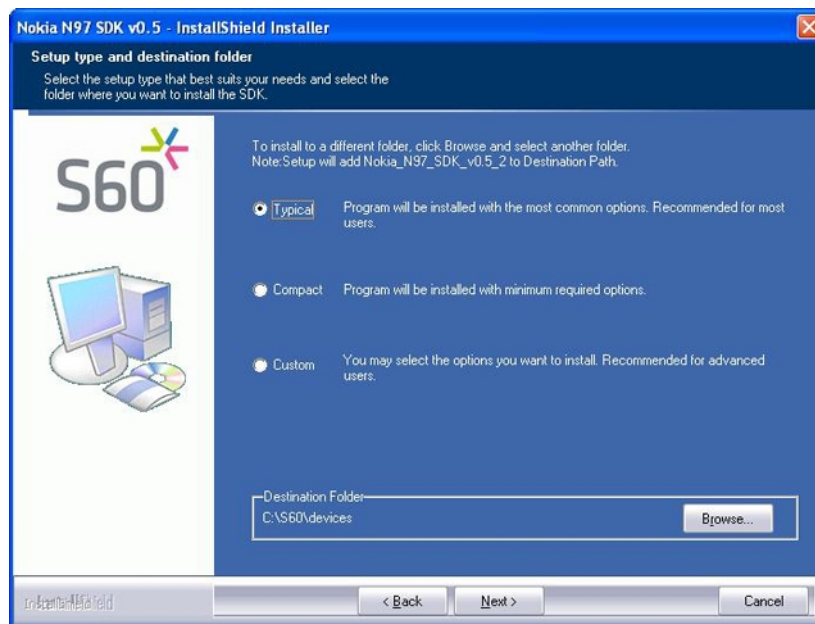 Nokia N97 SDK v0.5 - InstallShield Installer
Setup type and destination folder
Select the setup type that best suits your needs and select the
folder where you want to install the SDK.
S60
To install to a different folder, click Browse and select another folder.
Note:Setup will add Nokia_N97_SDK_v0.5_2 to Destination Path.
Typical
Program will be installed with the most common options. Recommended for most
users.
Compact
Program will be installed with minimum required options.
Custom
You may select the options you want to install. Recommended for advanced
users.
Destination Folder
C:\S60\devices
Browse...
< Back
Next >
Cancel